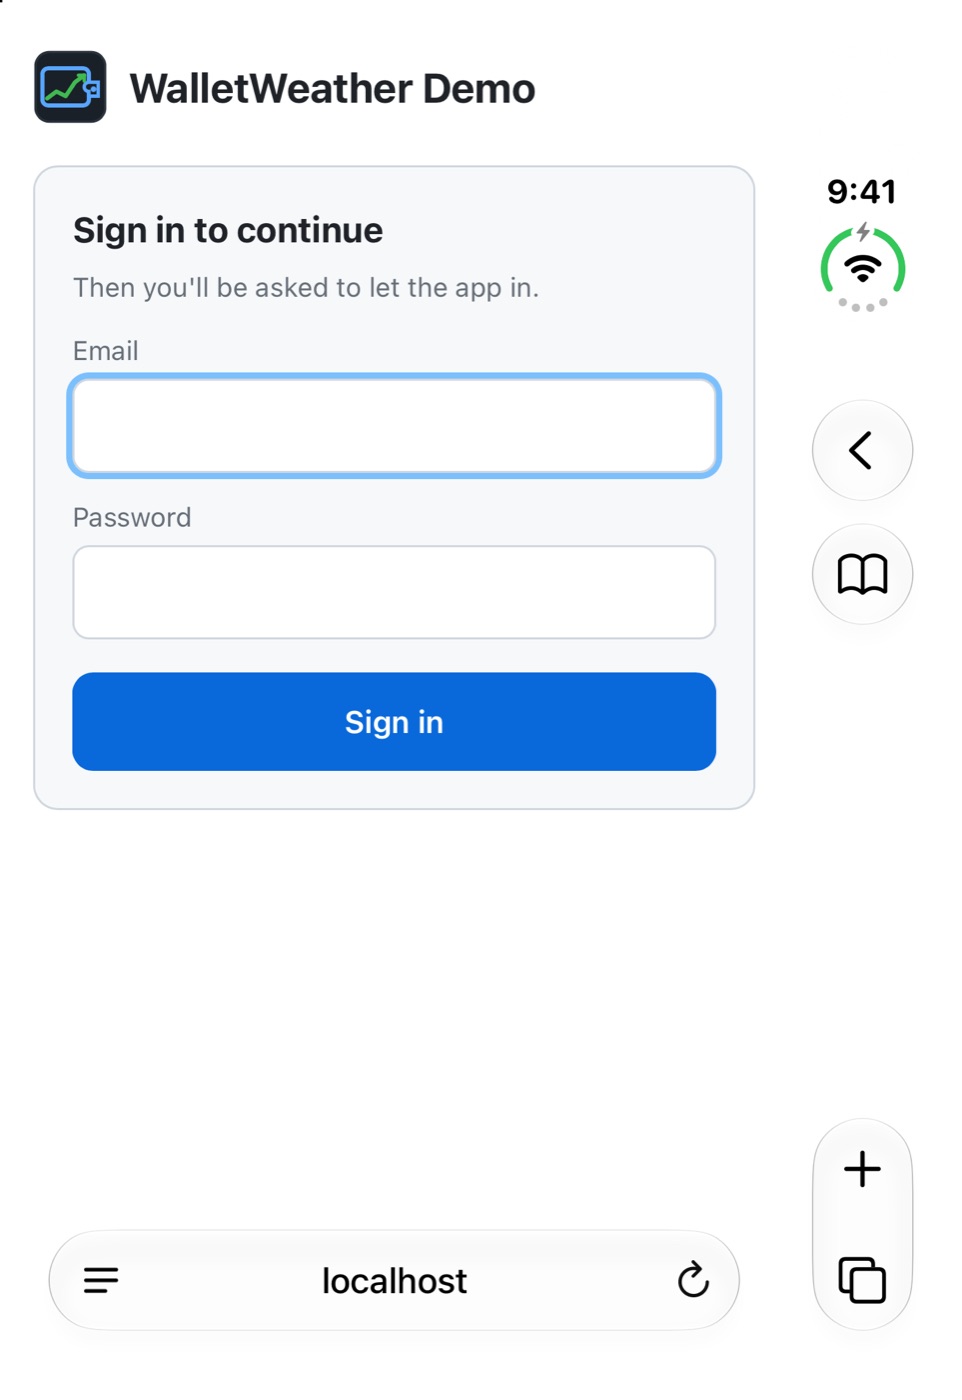 WalletWeather Demo
Sign in to continue
Then you'll be asked to let the app in.
Email
Password
Sign in
9:41
localhost